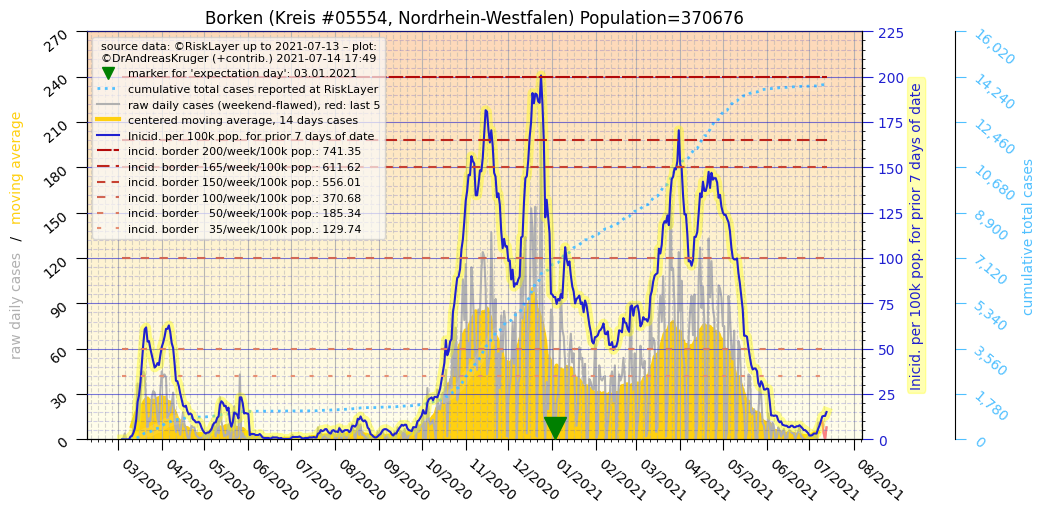 Borken (Kreis #05554, Nordrhein-Westfalen) Population=370676
source data: ©RiskLayer up to 2021-07-13 – plot:
©DrAndreasKruger (+contrib.) 2021-07-14 17:49
marker for 'expectation day': 03.01.2021
cumulative total cases reported at RiskLayer
raw daily cases (weekend-flawed), red: last 5
centered moving average, 14 days cases
Inicid. per 100k pop. for prior 7 days of date
incid. border 200/week/100k pop.: 741.35
incid. border 165/week/100k pop.: 611.62
incid. border 150/week/100k pop.: 556.01
incid. border 100/week/100k pop.: 370.68
incid. border 50/week/100k pop.: 185.34
incid. border 35/week/100k pop.: 129.74
raw daily cases / moving average
270
240
210
180
150
120
90
60
30
0
225
200
175
150
125
100
75
50
25
0
Inicid. per 100k pop. for prior 7 days of date
16,020
14,240
12,460
10,680
8,900
7,120
5,340
3,560
1,780
0
cumulative total cases
03/2020
04/2020
05/2020
06/2020
07/2020
08/2020
09/2020
10/2020
11/2020
12/2020
01/2021
02/2021
03/2021
04/2021
05/2021
06/2021
07/2021
08/2021